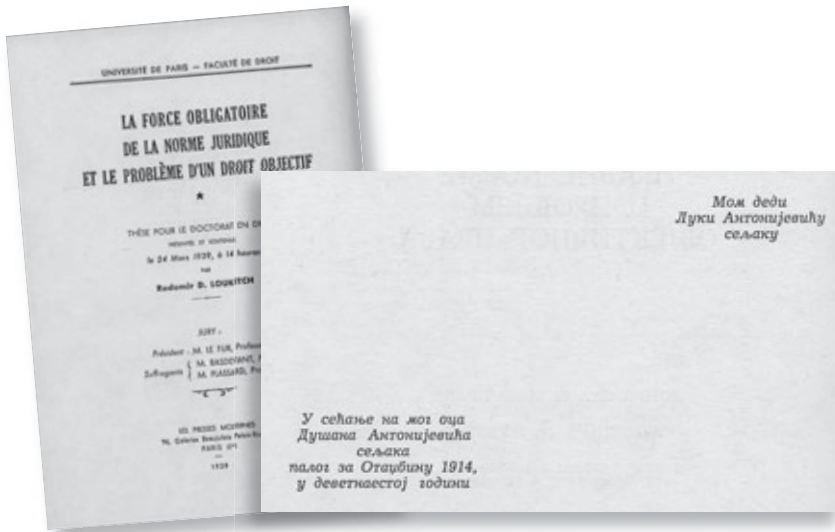 UNIVERSITÉ DE PARIS — FACULTÉ DE DROIT
LA FORCE OBLIGATOIRE
DE LA NORME JURIDIQUE
ET LE PROBLÈME D'UN DROIT OBJECTIF
THÈSE POUR LE DOCTORAT EN
le 24 Mars 1939, à 14 heures
PAR
Radomir D. LOUKITCH
JURY :
Président : M. LE FUR,
Suffragants { M. BASDEVANT,
M. PLASSARD,
LES PRESSES MODERNES
PARIS
1939
Мом деди
Луки Антонијевићу
сељаку
У сећање на мог оца
Душана Антонијевића
сељака
палог за Отаџбину 1914,
у деветнаестој години